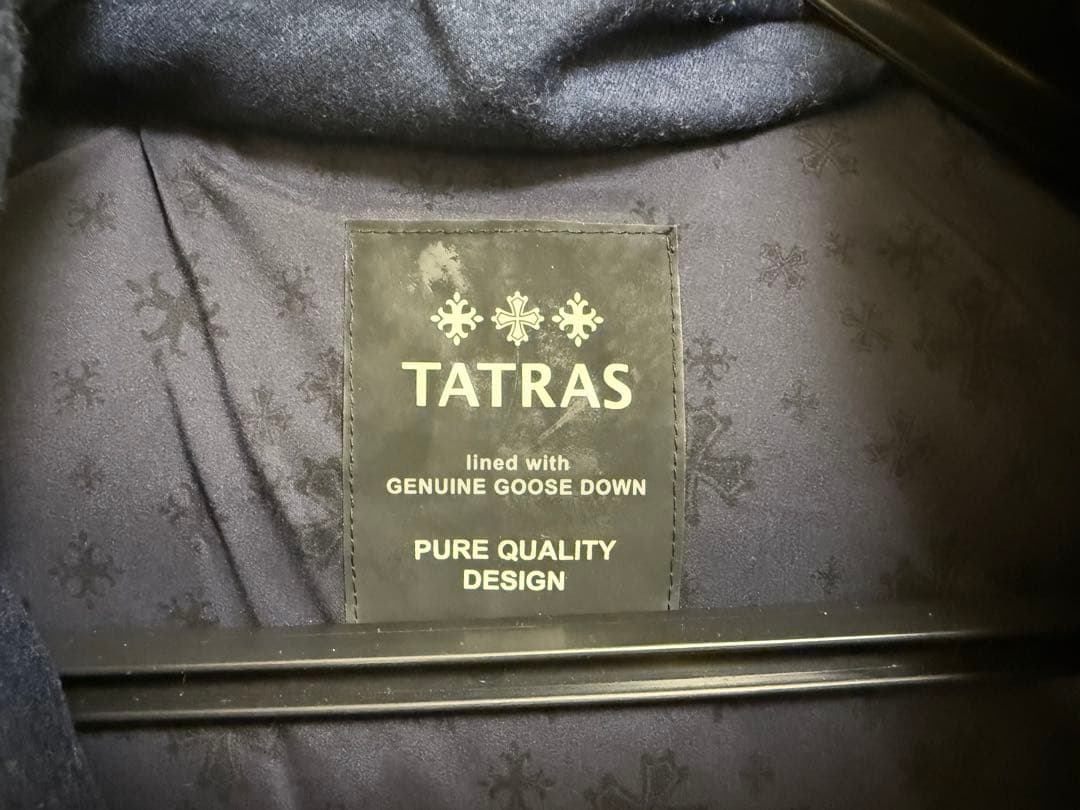 TATRAS
lined with
GENUINE GOOSE DOWN
PURE QUALITY
DESIGN